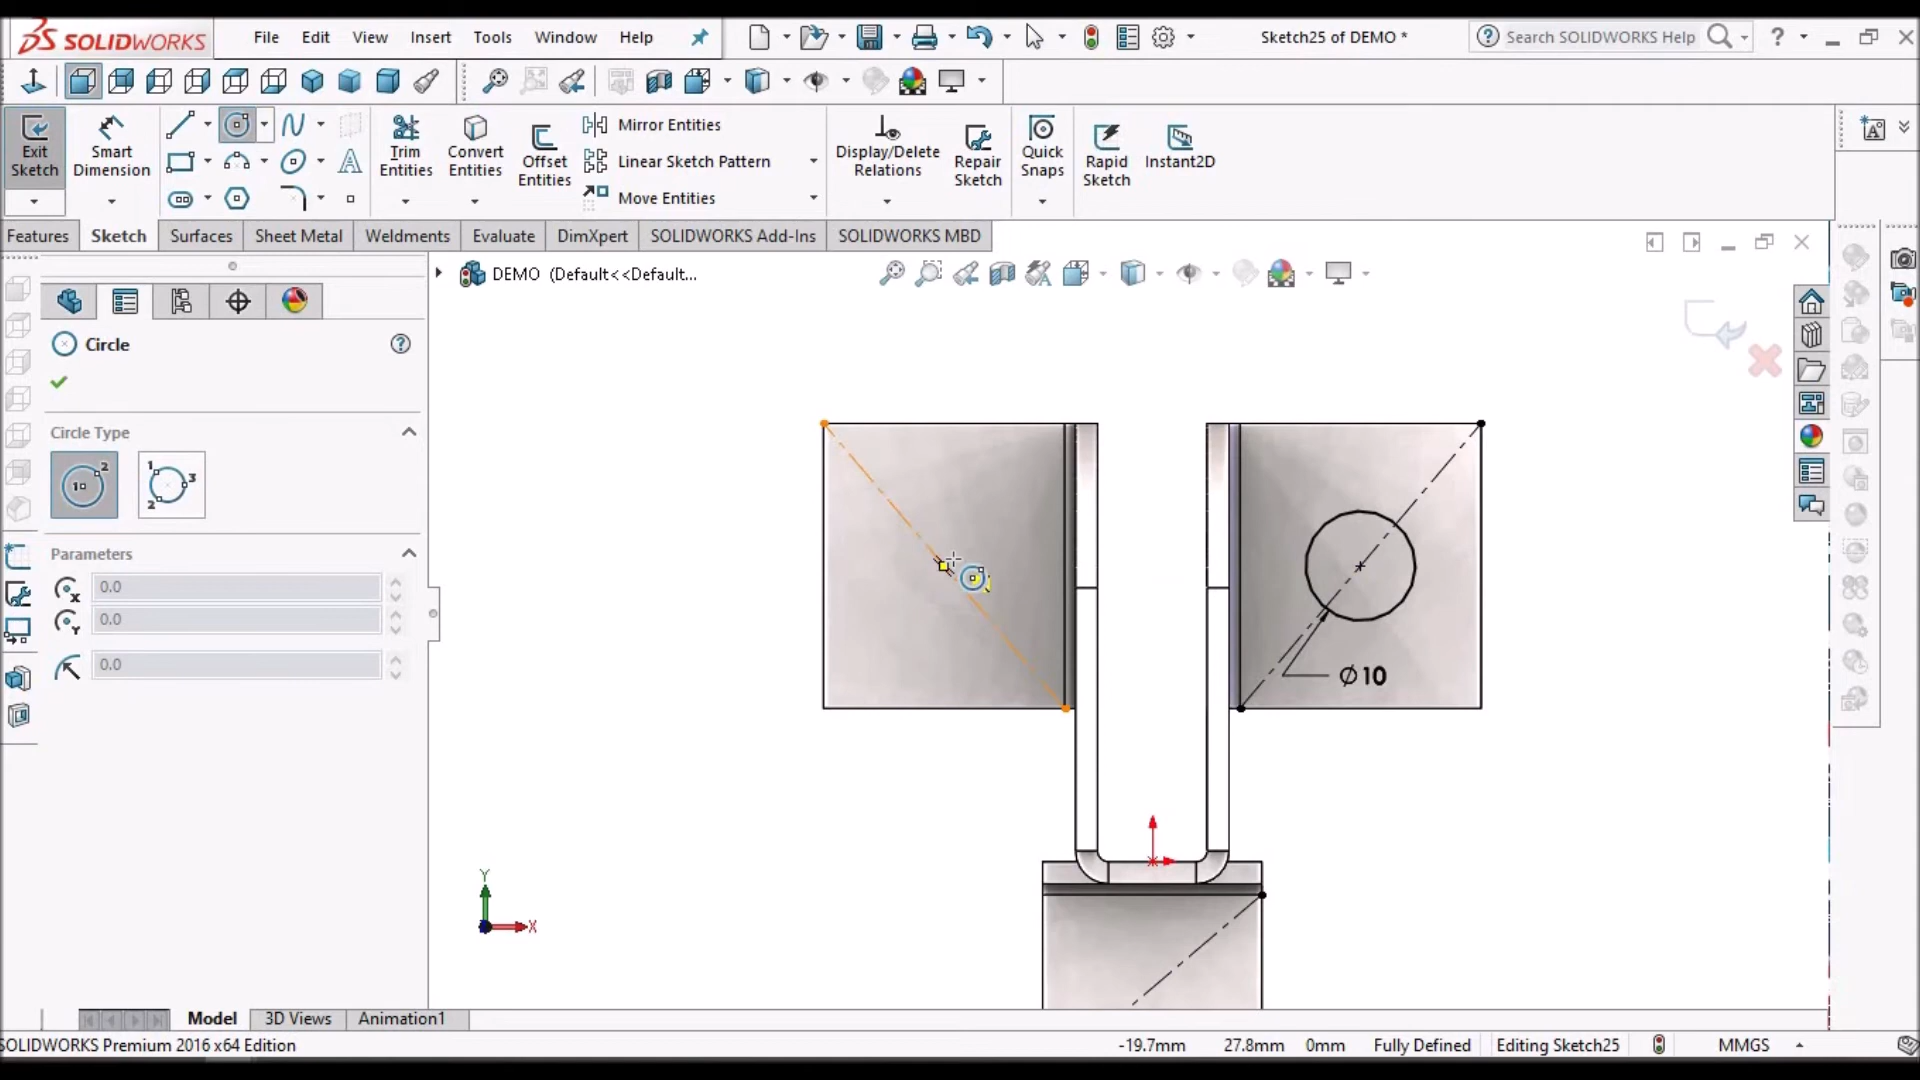 SOLIDWORKS File Edit View Insert Tools Window Help Sketch25 of DEMO * Search SOLIDWORKS Help
Exit Sketch
Smart Dimension
Trim Entities
Convert Entities
Offset Entities
Mirror Entities
Linear Sketch Pattern
Move Entities
Display/Delete Relations
Repair Sketch
Quick Snaps
Rapid Sketch
Instant2D
Features Sketch Surfaces Sheet Metal Weldments Evaluate DimXpert SOLIDWORKS Add-Ins SOLIDWORKS MBD
DEMO (Default<<Default...
Circle
Circle Type
Parameters
0.0
0.0
0.0
Ø10
Y
X
Model 3D Views Animation1
SOLIDWORKS Premium 2016 x64 Edition -19.7mm 27.8mm 0mm Fully Defined Editing Sketch25 MMGS